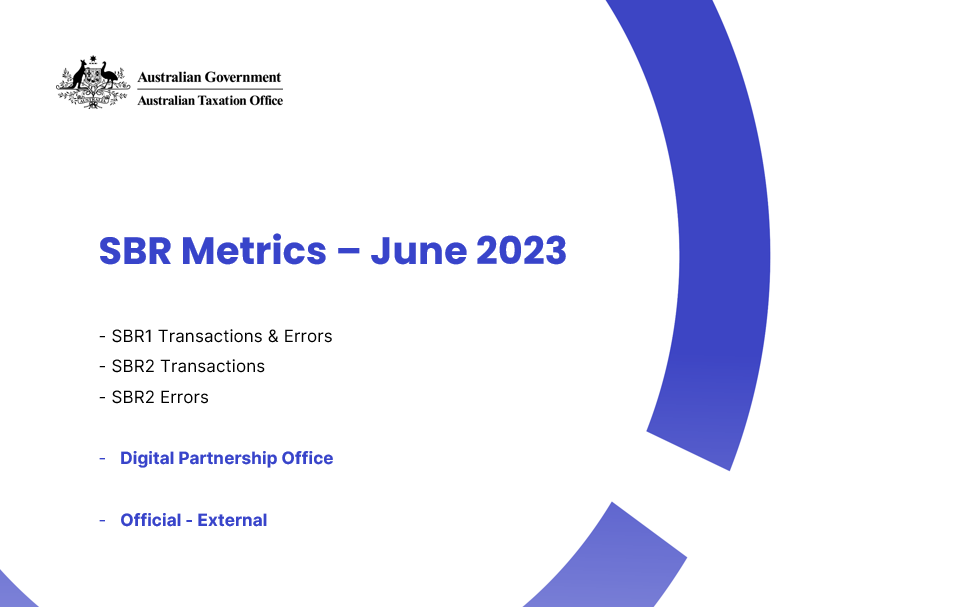 Australian Government
Australian Taxation Office
SBR Metrics – June 2023
- SBR1 Transactions & Errors
- SBR2 Transactions
- SBR2 Errors
- Digital Partnership Office
- Official - External